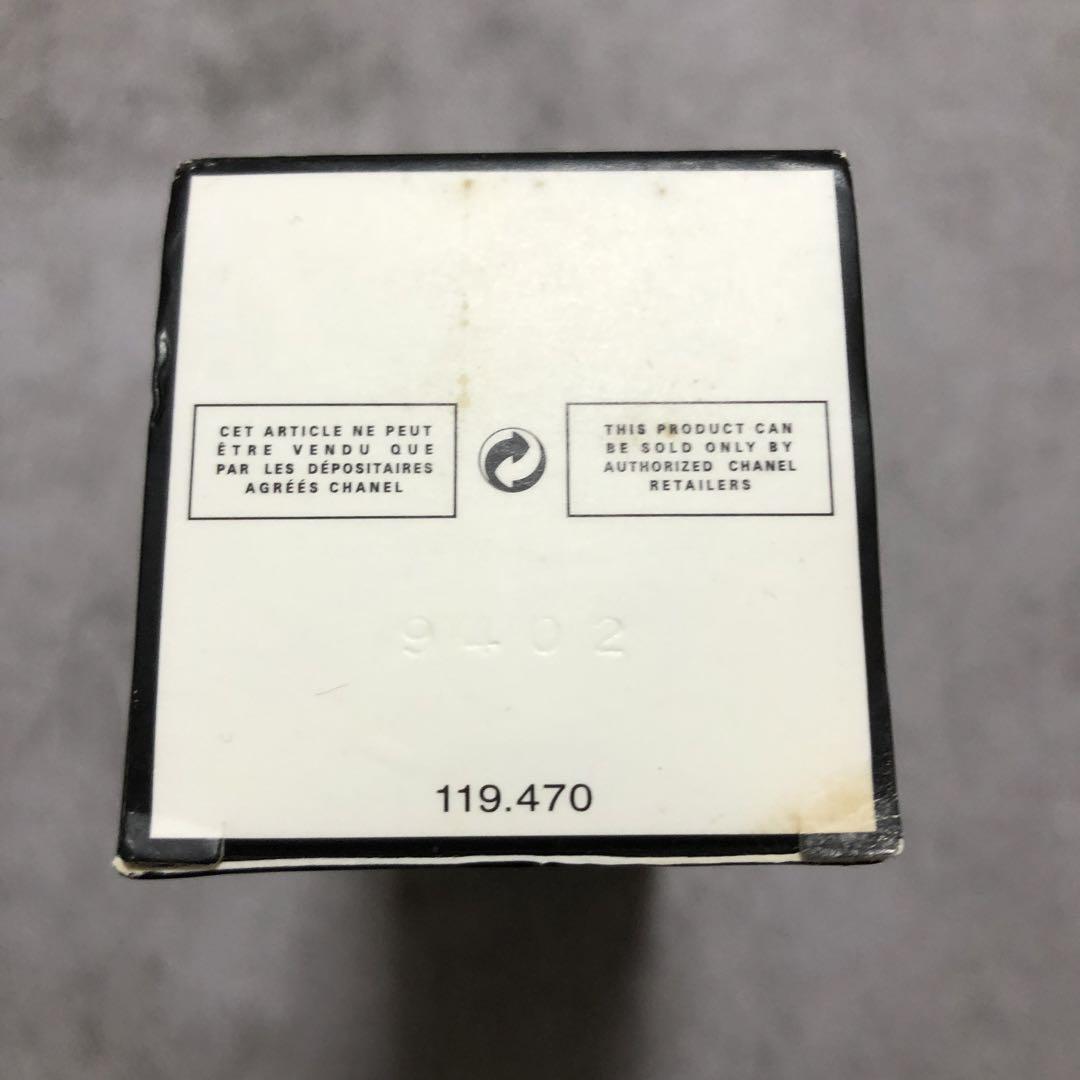 CET ARTICLE NE PEUT
ÊTRE VENDU QUE
PAR LES DÉPOSITAIRES
AGRÉÉS CHANEL
THIS PRODUCT CAN
BE SOLD ONLY BY
AUTHORIZED CHANEL
RETAILERS
9402
119.470